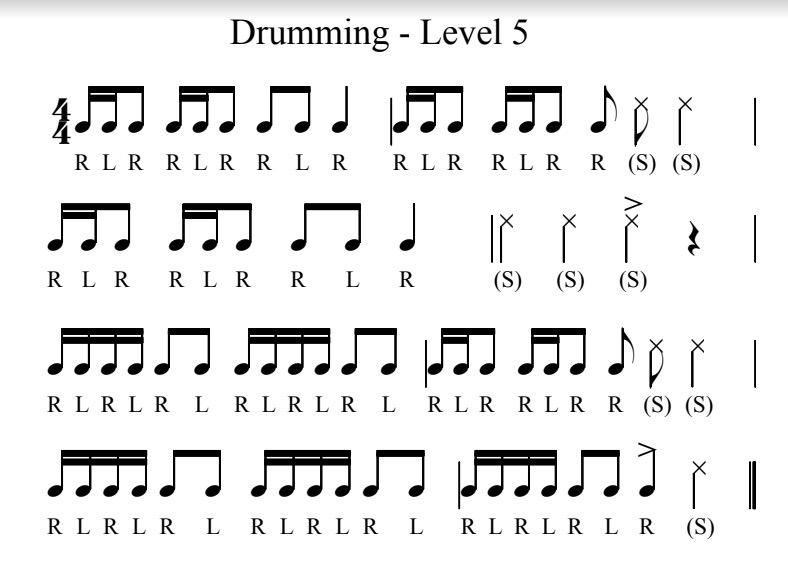 Drumming - Level 5
4
4
R L R R L R R L R R L R R L R R (S) (S)
R L R R L R R L R (S) (S) (S)
R L R L R L R L R L R L R L R R L R R (S) (S)
R L R L R L R L R L R L R L R L R L R (S)